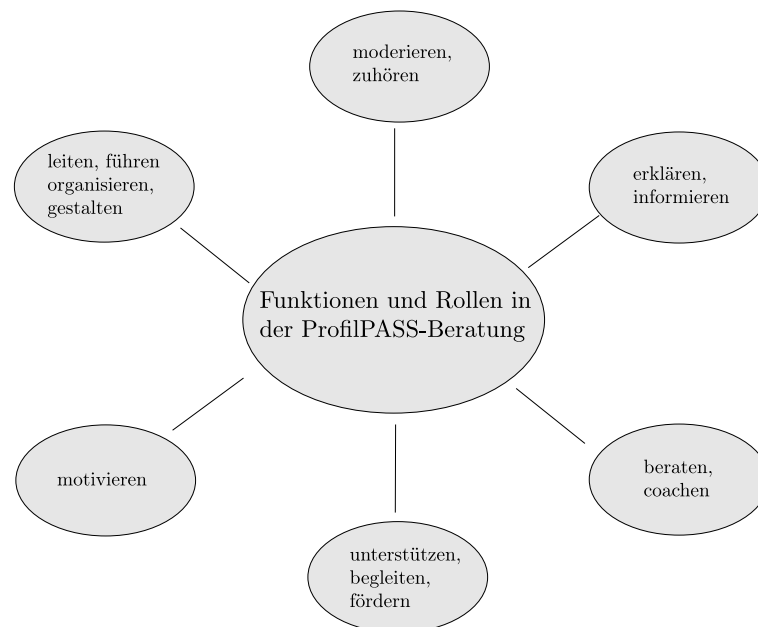 moderieren,
zuhören
leiten, führen
organisieren,
gestalten
erklären,
informieren
Funktionen und Rollen in
der ProfilPASS-Beratung
motivieren
beraten,
coachen
unterstützen,
begleiten,
fördern